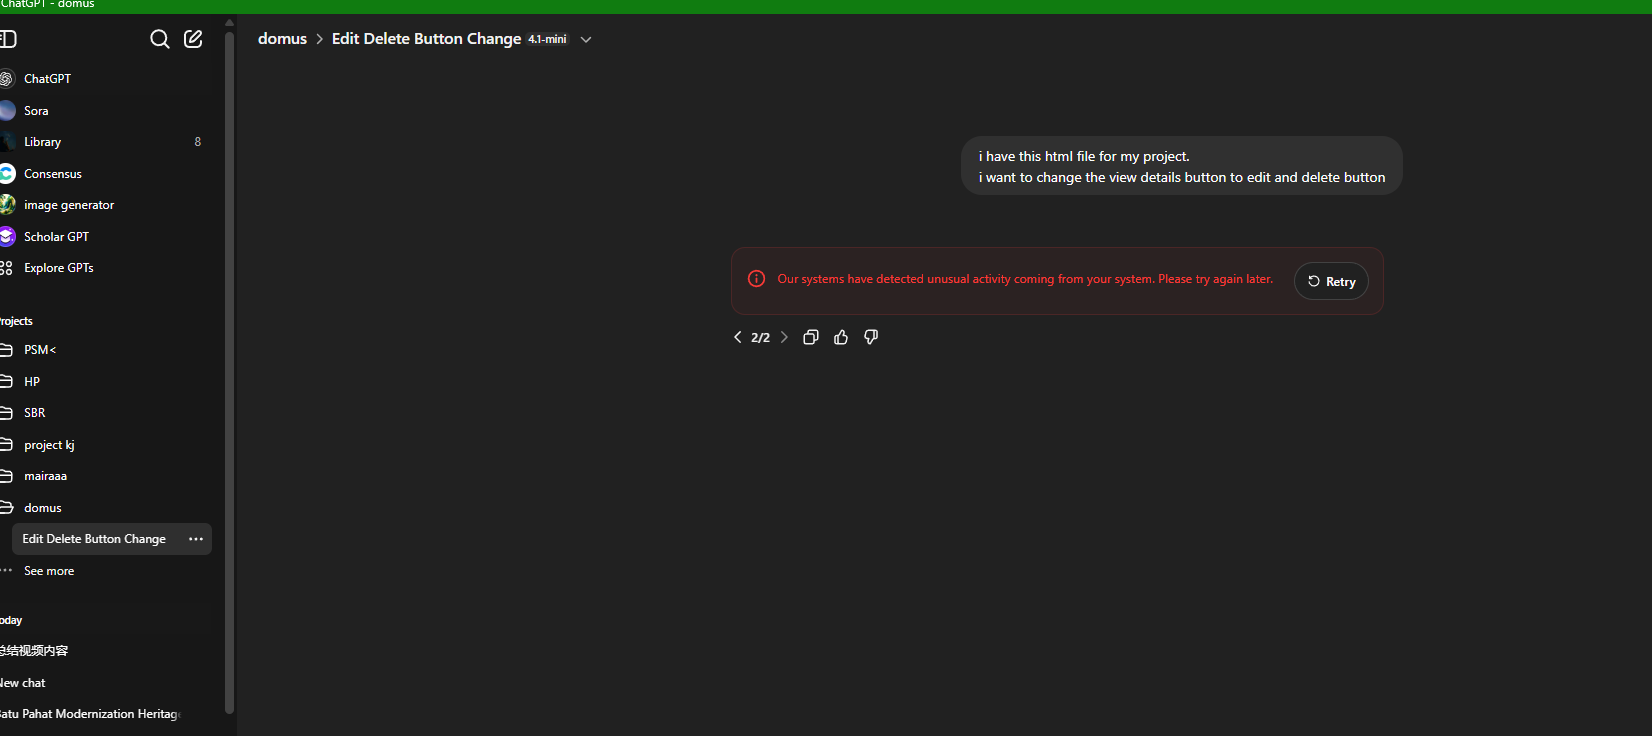 ChatGPT - domus
domus > Edit Delete Button Change 4.1-mini
ChatGPT
Sora
Library 8
Consensus
image generator
Scholar GPT
Explore GPTs
Projects
PSM<
HP
SBR
project kj
mairaaa
domus
Edit Delete Button Change ...
See more
oday
总结视频内容
New chat
Batu Pahat Modernization Heritag
i have this html file for my project.
i want to change the view details button to edit and delete button
Our systems have detected unusual activity coming from your system. Please try again later.
Retry
2/2